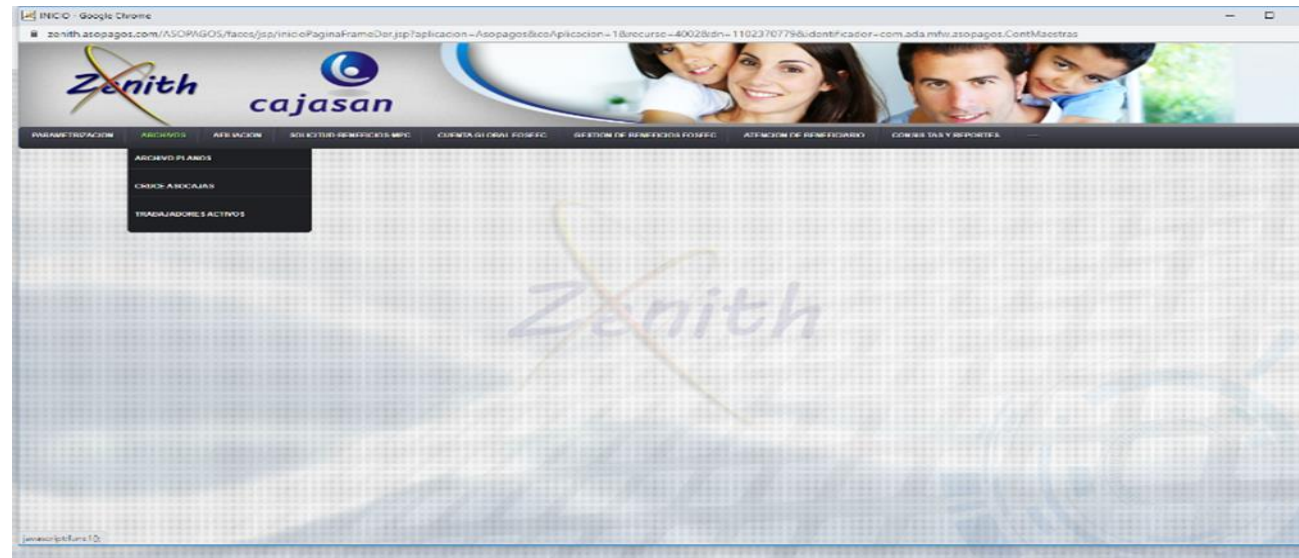 INICIO - Google Chrome
zenith.asopagos.com/ASOPAGOS/faces/jsp/inicioPaginaFrameDer.jsp?aplicacion=Asopagos&coAplicacion=1&recurse=4002&dn=1102370779&identificador=com.ada.mfw.asopagos.ContMaestras
Zenith
cajasan
PARAMETRIZACION ARCHIVOS AFILIACION SOLICITUD BENEFICIOS MPC CUENTA GLOBAL FOSFEC GESTION DE BENEFICIOS FOSFEC ATENCION DE BENEFICIARIO CONSULTAS Y REPORTES
ARCHIVO PLANOS
CRUCE ASOCAJAS
TRABAJADORES ACTIVOS
Zenith